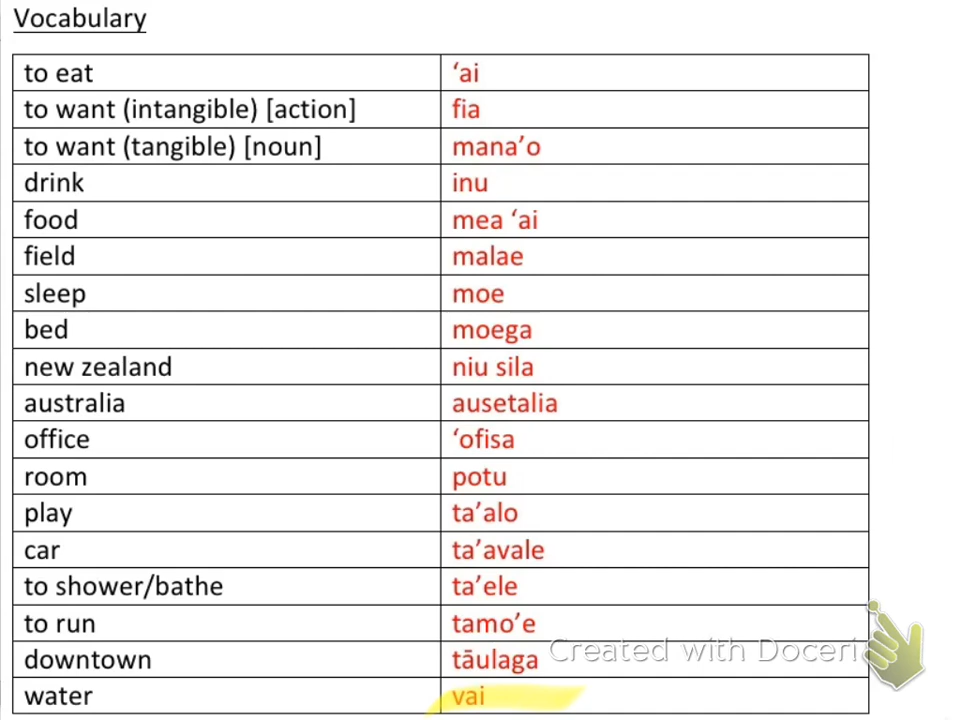 Vocabulary
to eat ‘ai
to want (intangible) [action] fia
to want (tangible) [noun] mana’o
drink inu
food mea ‘ai
field malae
sleep moe
bed moega
new zealand niu sila
australia ausetalia
office ‘ofisa
room potu
play ta’alo
car ta’avale
to shower/bathe ta’ele
to run tamo’e
Created with Doceri
downtown tāulaga
water vai